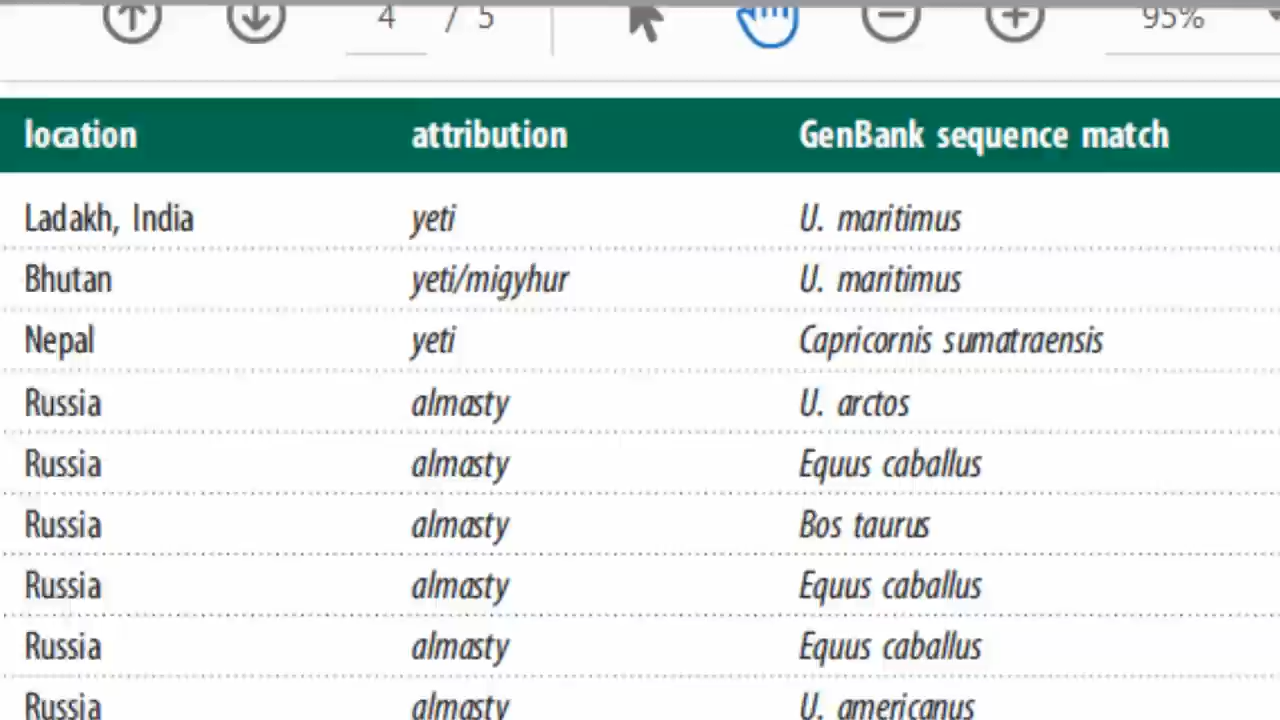 4 / 5 95%
location attribution GenBank sequence match
Ladakh, India yeti U. maritimus
Bhutan yeti/migyhur U. maritimus
Nepal yeti Capricornis sumatraensis
Russia almasty U. arctos
Russia almasty Equus caballus
Russia almasty Bos taurus
Russia almasty Equus caballus
Russia almasty Equus caballus
Russia almasty U. americanus